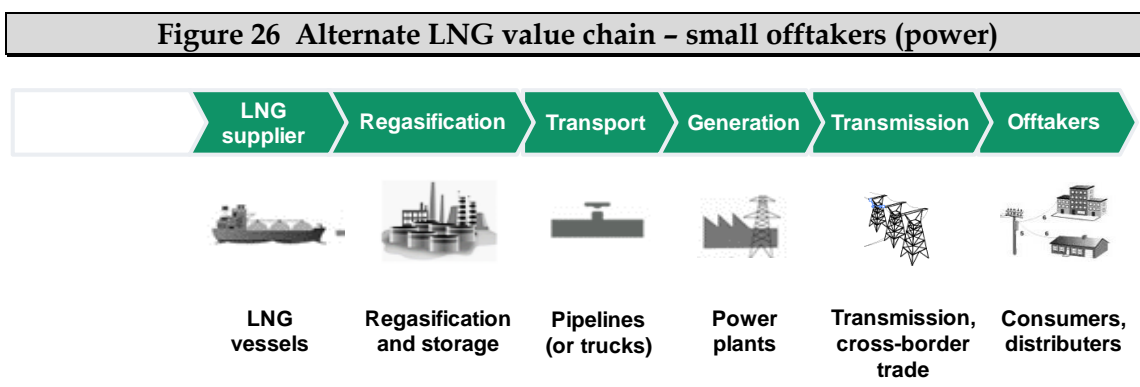 Figure 26 Alternate LNG value chain – small offtakers (power)
LNG
supplier
Regasification
Transport
Generation
Transmission
Offtakers
LNG
vessels
Regasification
and storage
Pipelines
(or trucks)
Power
plants
Transmission,
cross-border
trade
Consumers,
distributers